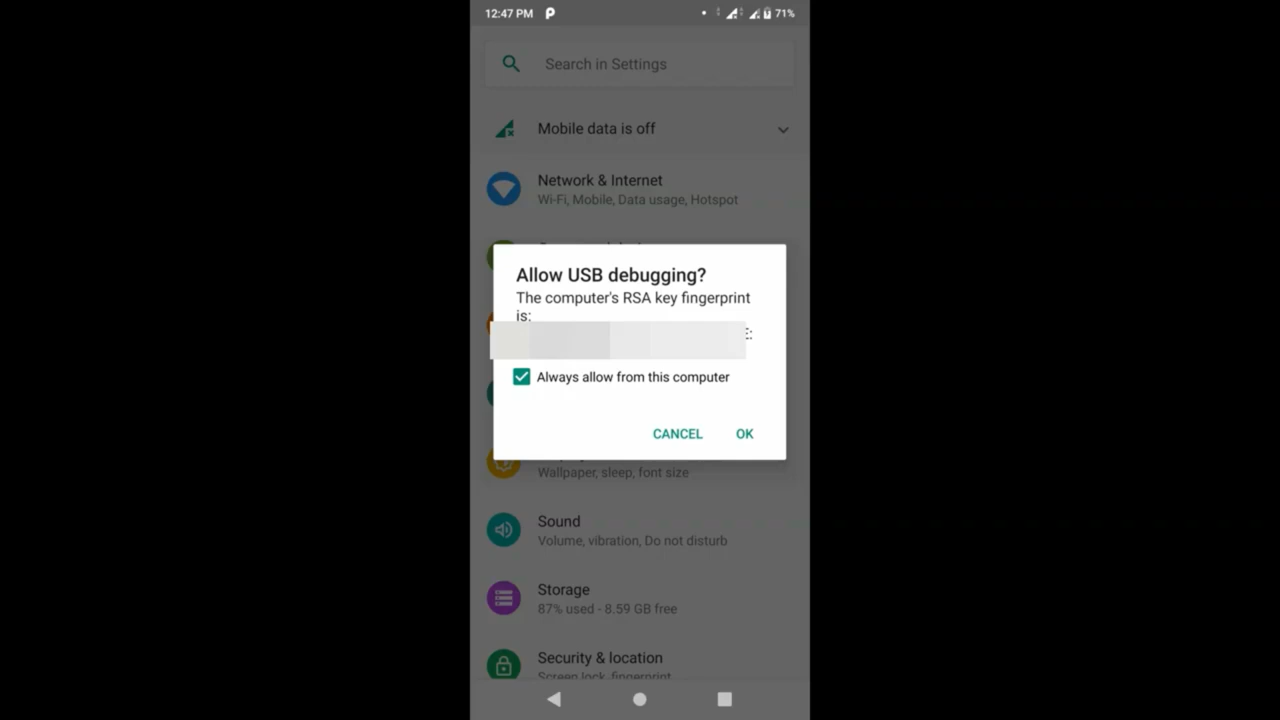 12:47 PM
71%
Search in Settings
Mobile data is off
Network & Internet
Wi-Fi, Mobile, Data usage, Hotspot
Allow USB debugging?
The computer's RSA key fingerprint
is:
Always allow from this computer
CANCEL OK
Wallpaper, sleep, font size
Sound
Volume, vibration, Do not disturb
Storage
87% used - 8.59 GB free
Security & location
Screen lock, fingerprint